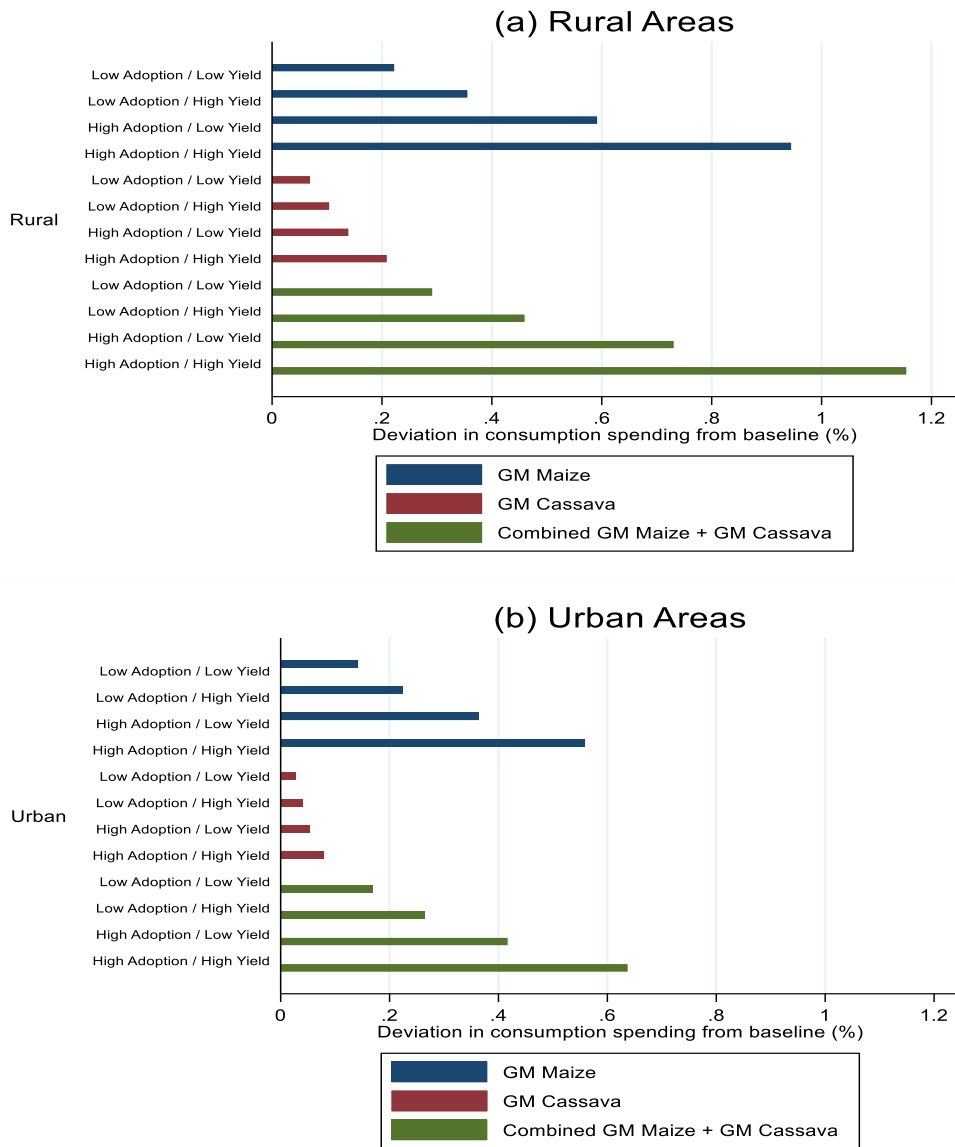 (a) Rural Areas
Low Adoption / Low Yield
Low Adoption / High Yield
High Adoption / Low Yield
High Adoption / High Yield
Low Adoption / Low Yield
Low Adoption / High Yield
Rural
High Adoption / Low Yield
High Adoption / High Yield
Low Adoption / Low Yield
Low Adoption / High Yield
High Adoption / Low Yield
High Adoption / High Yield
0 .2 .4 .6 .8 1 1.2
Deviation in consumption spending from baseline (%)
GM Maize
GM Cassava
Combined GM Maize + GM Cassava
(b) Urban Areas
Low Adoption / Low Yield
Low Adoption / High Yield
High Adoption / Low Yield
High Adoption / High Yield
Low Adoption / Low Yield
Low Adoption / High Yield
Urban
High Adoption / Low Yield
High Adoption / High Yield
Low Adoption / Low Yield
Low Adoption / High Yield
High Adoption / Low Yield
High Adoption / High Yield
0 .2 .4 .6 .8 1 1.2
Deviation in consumption spending from baseline (%)
GM Maize
GM Cassava
Combined GM Maize + GM Cassava